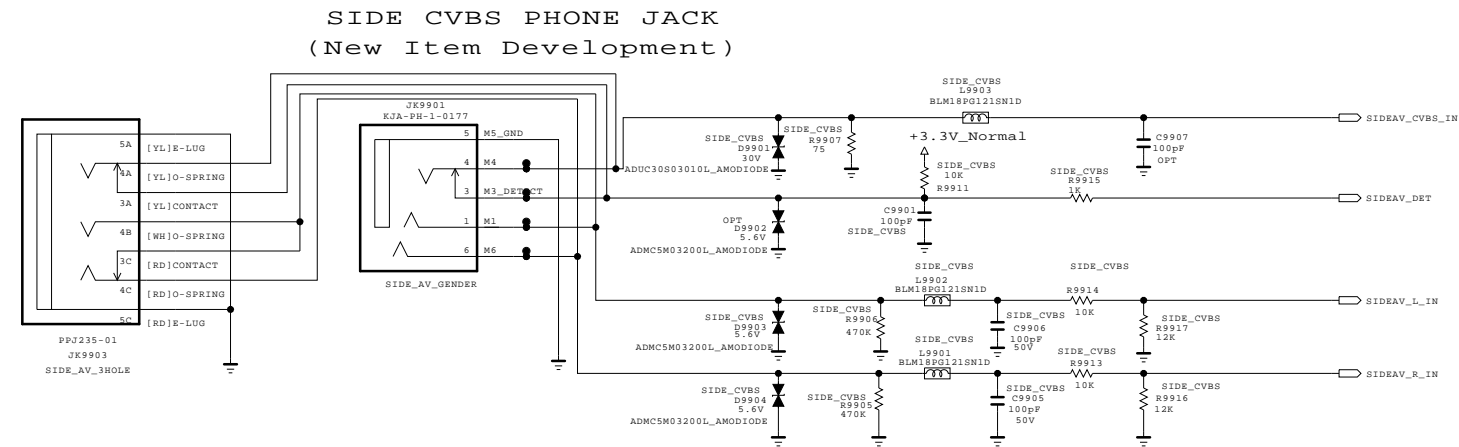 SIDE CVBS PHONE JACK
(New Item Development)
5A [YL]E-LUG
4A [YL]O-SPRING
3A [YL]CONTACT
4B [WH]O-SPRING
3C [RD]CONTACT
4C [RD]O-SPRING
5C [RD]E-LUG
PPJ235-01
JK9903
SIDE_AV_3HOLE
JK9901
KJA-PH-1-0177
5 M5_GND
4 M4
3 M3_DETECT
1 M1
6 M6
SIDE_AV_GENDER
SIDE_CVBS
D9901
30V
ADUC30S03010L_AMODIODE
SIDE_CVBS
R9907
75
SIDE_CVBS
L9903
BLM18PG121SN1D
C9907
100pF
OPT
SIDEAV_CVBS_IN
+3.3V_Normal
SIDE_CVBS
10K
R9911
SIDE_CVBS
R9915
1K
SIDEAV_DET
OPT
D9902
5.6V
ADMC5M03200L_AMODIODE
C9901
100pF
SIDE_CVBS
SIDE_CVBS
D9903
5.6V
ADMC5M03200L_AMODIODE
SIDE_CVBS
R9906
470K
SIDE_CVBS
L9902
BLM18PG121SN1D
SIDE_CVBS
C9906
100pF
50V
SIDE_CVBS
R9914
10K
SIDE_CVBS
R9917
12K
SIDEAV_L_IN
SIDE_CVBS
D9904
5.6V
ADMC5M03200L_AMODIODE
SIDE_CVBS
R9905
470K
SIDE_CVBS
L9901
BLM18PG121SN1D
SIDE_CVBS
C9905
100pF
50V
SIDE_CVBS
R9913
10K
SIDE_CVBS
R9916
12K
SIDEAV_R_IN